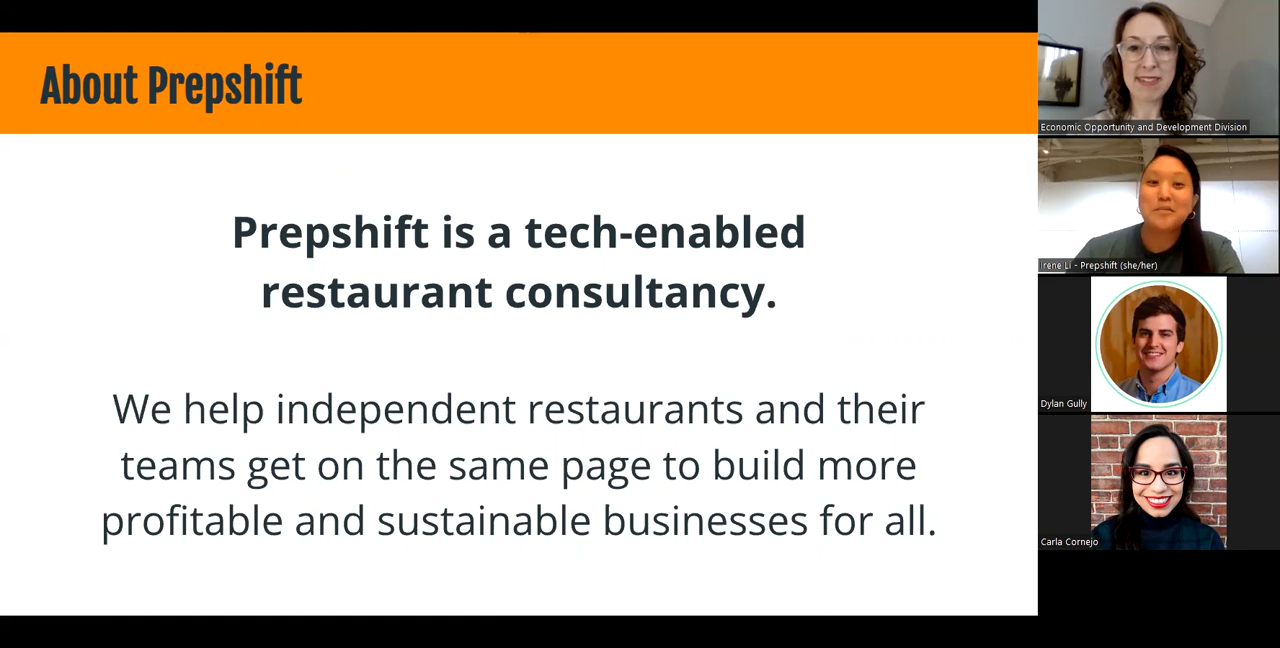 About Prepshift
Prepshift is a tech-enabled
restaurant consultancy.
We help independent restaurants and their
teams get on the same page to build more
profitable and sustainable businesses for all.
Economic Opportunity and Development Division
Irene Li - Prepshift (she/her)
Dylan Gully
Carla Cornejo